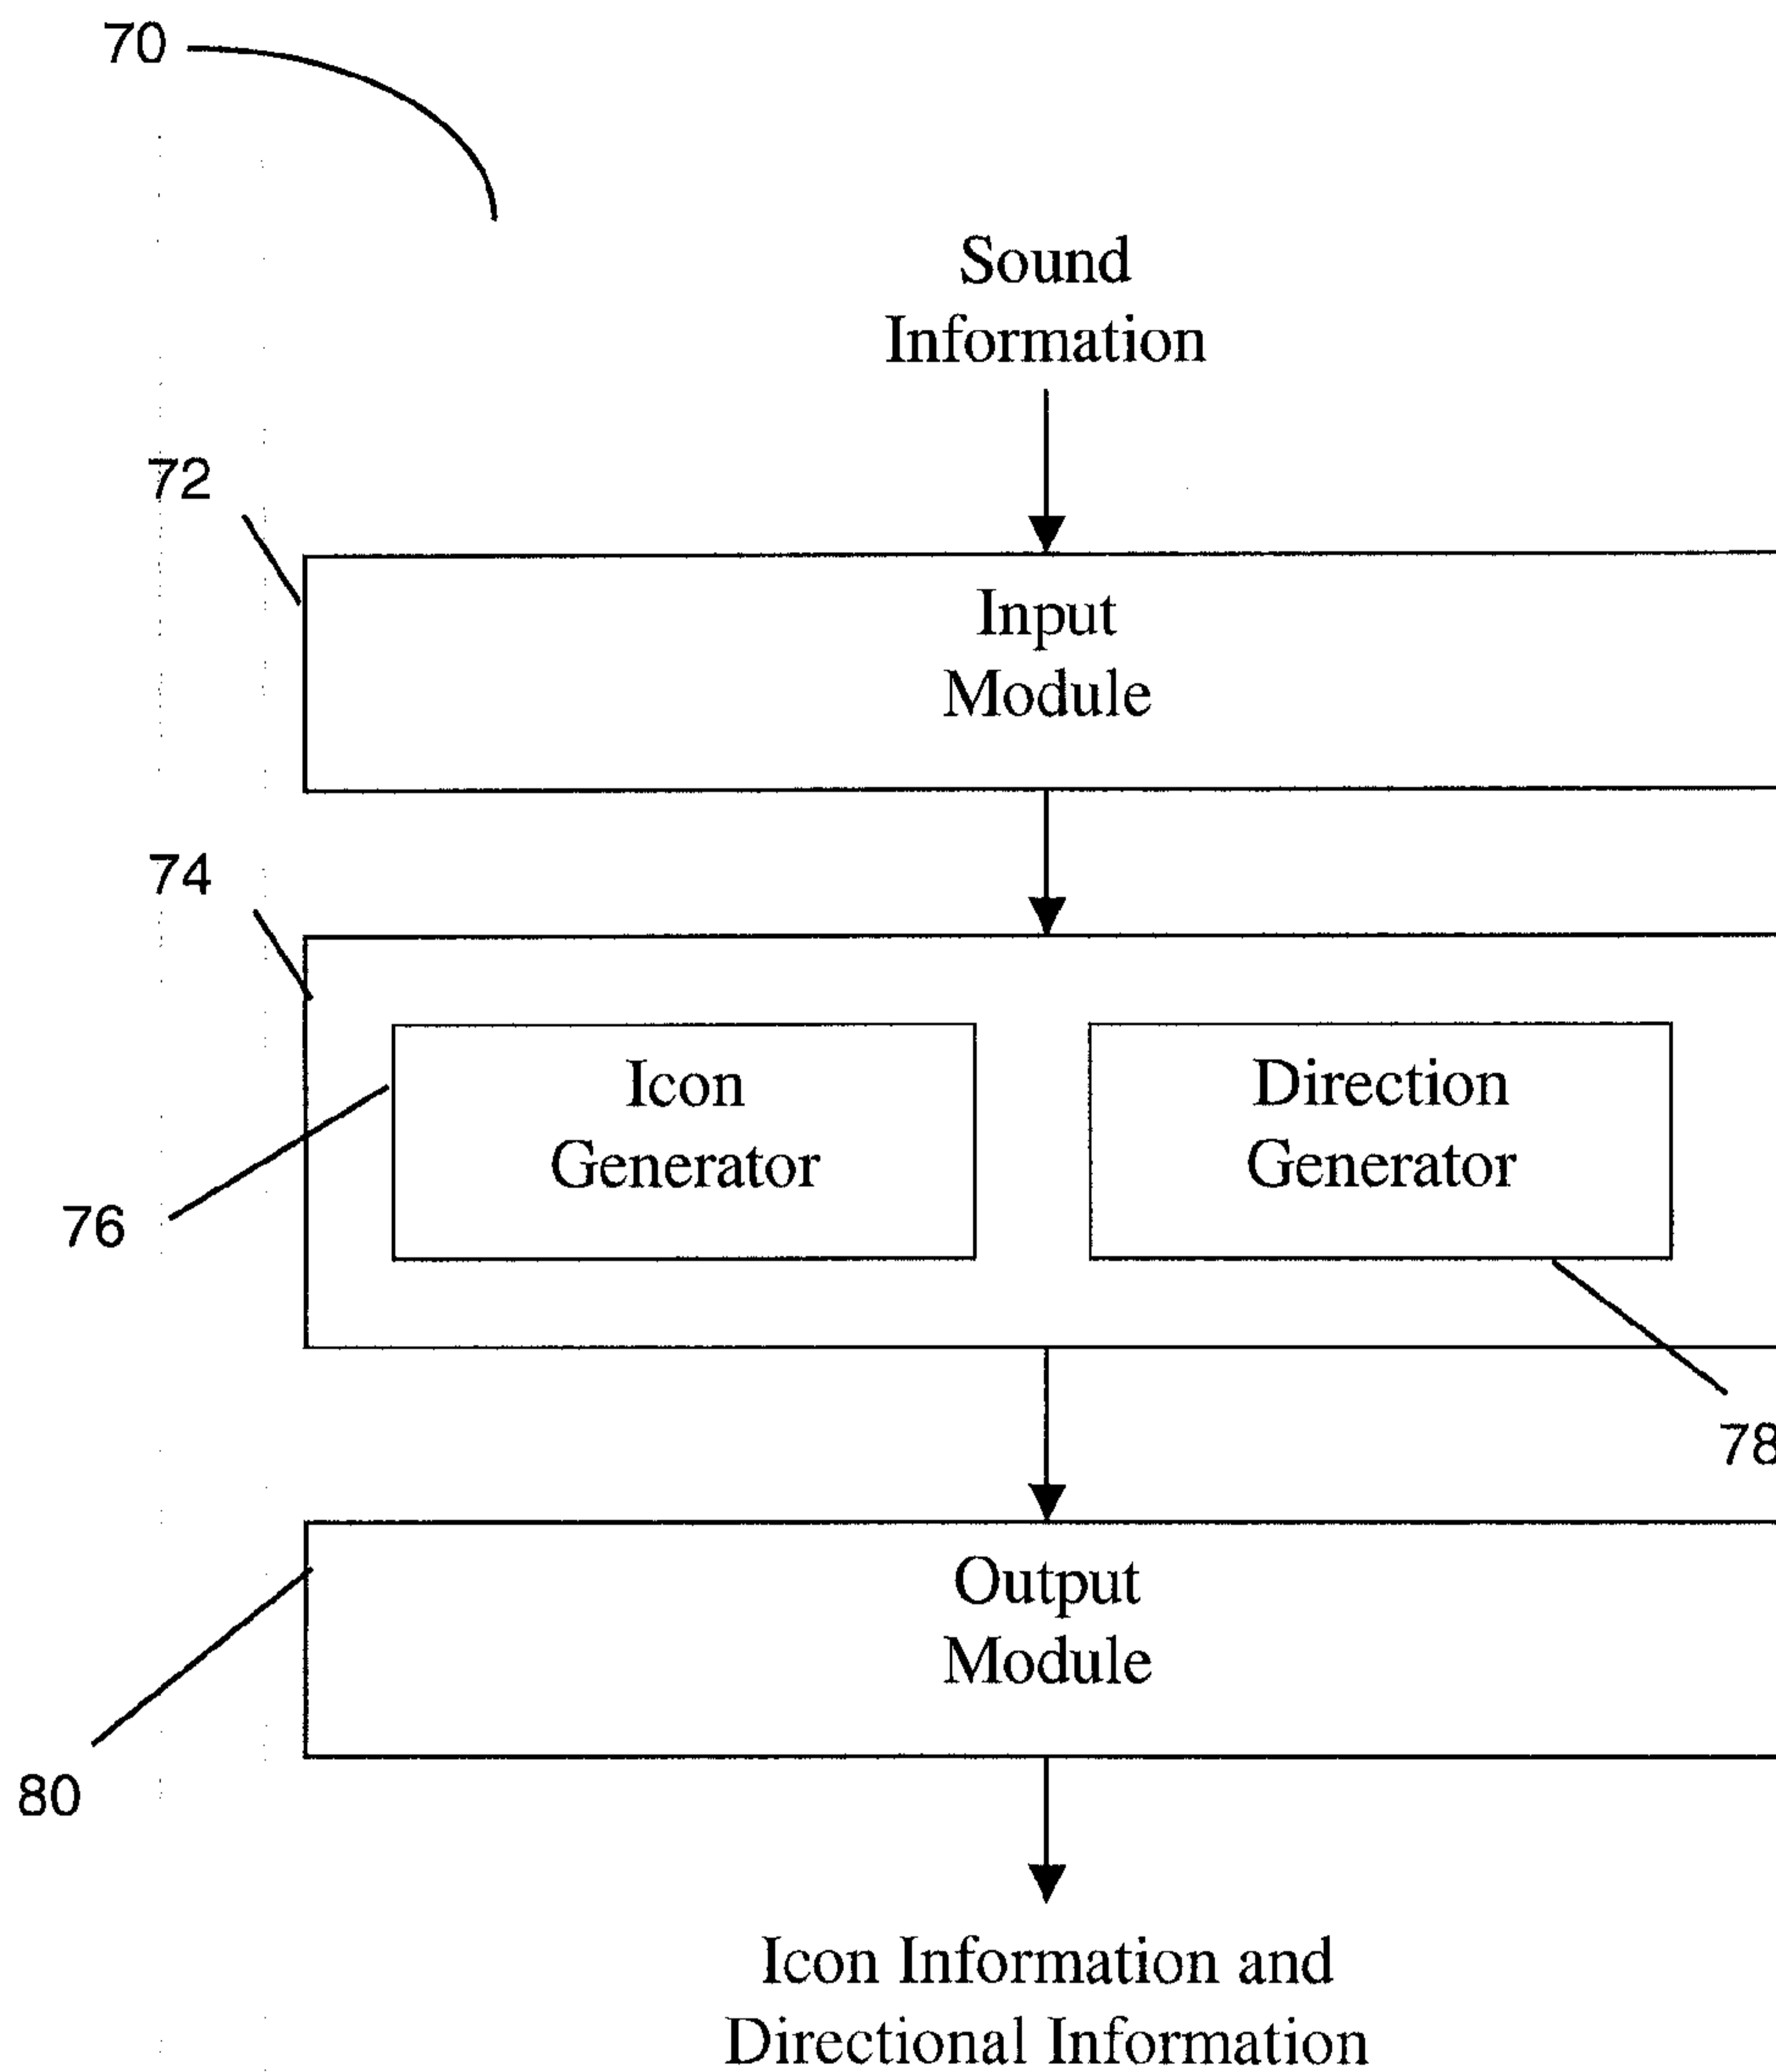 70
Sound
Information
72
Input
Module
74
Icon
Generator
Direction
Generator
76
78
Output
Module
80
Icon Information and
Directional Information